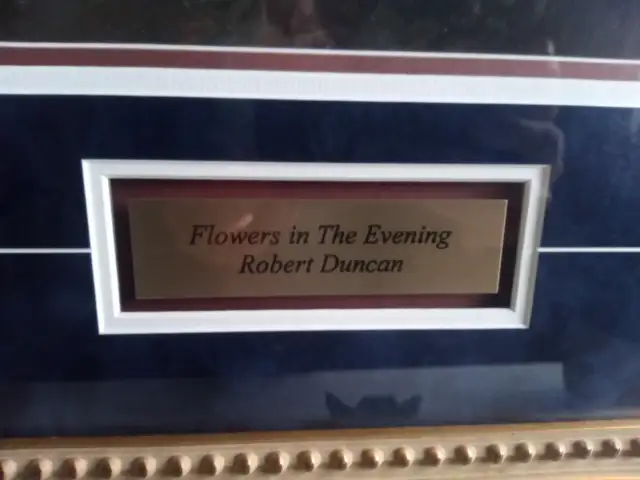 Flowers in The Evening
Robert Duncan